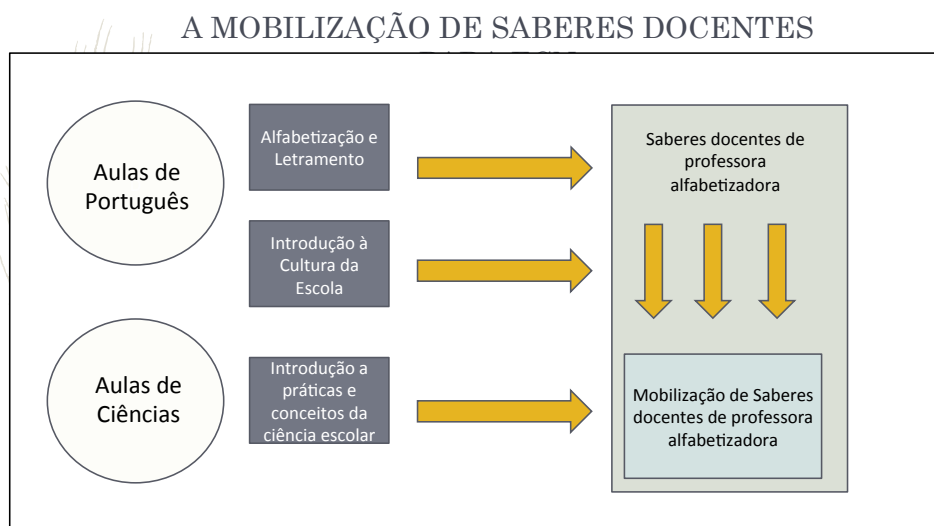 A MOBILIZAÇÃO DE SABERES DOCENTES
Aulas de
Português
Alfabetização e
Letramento
Introdução à
Cultura da
Escola
Aulas de
Ciências
Introdução a
práticas e
conceitos da
ciência escolar
Saberes docentes de
professora
alfabetizadora
Mobilização de Saberes
docentes de professora
alfabetizadora